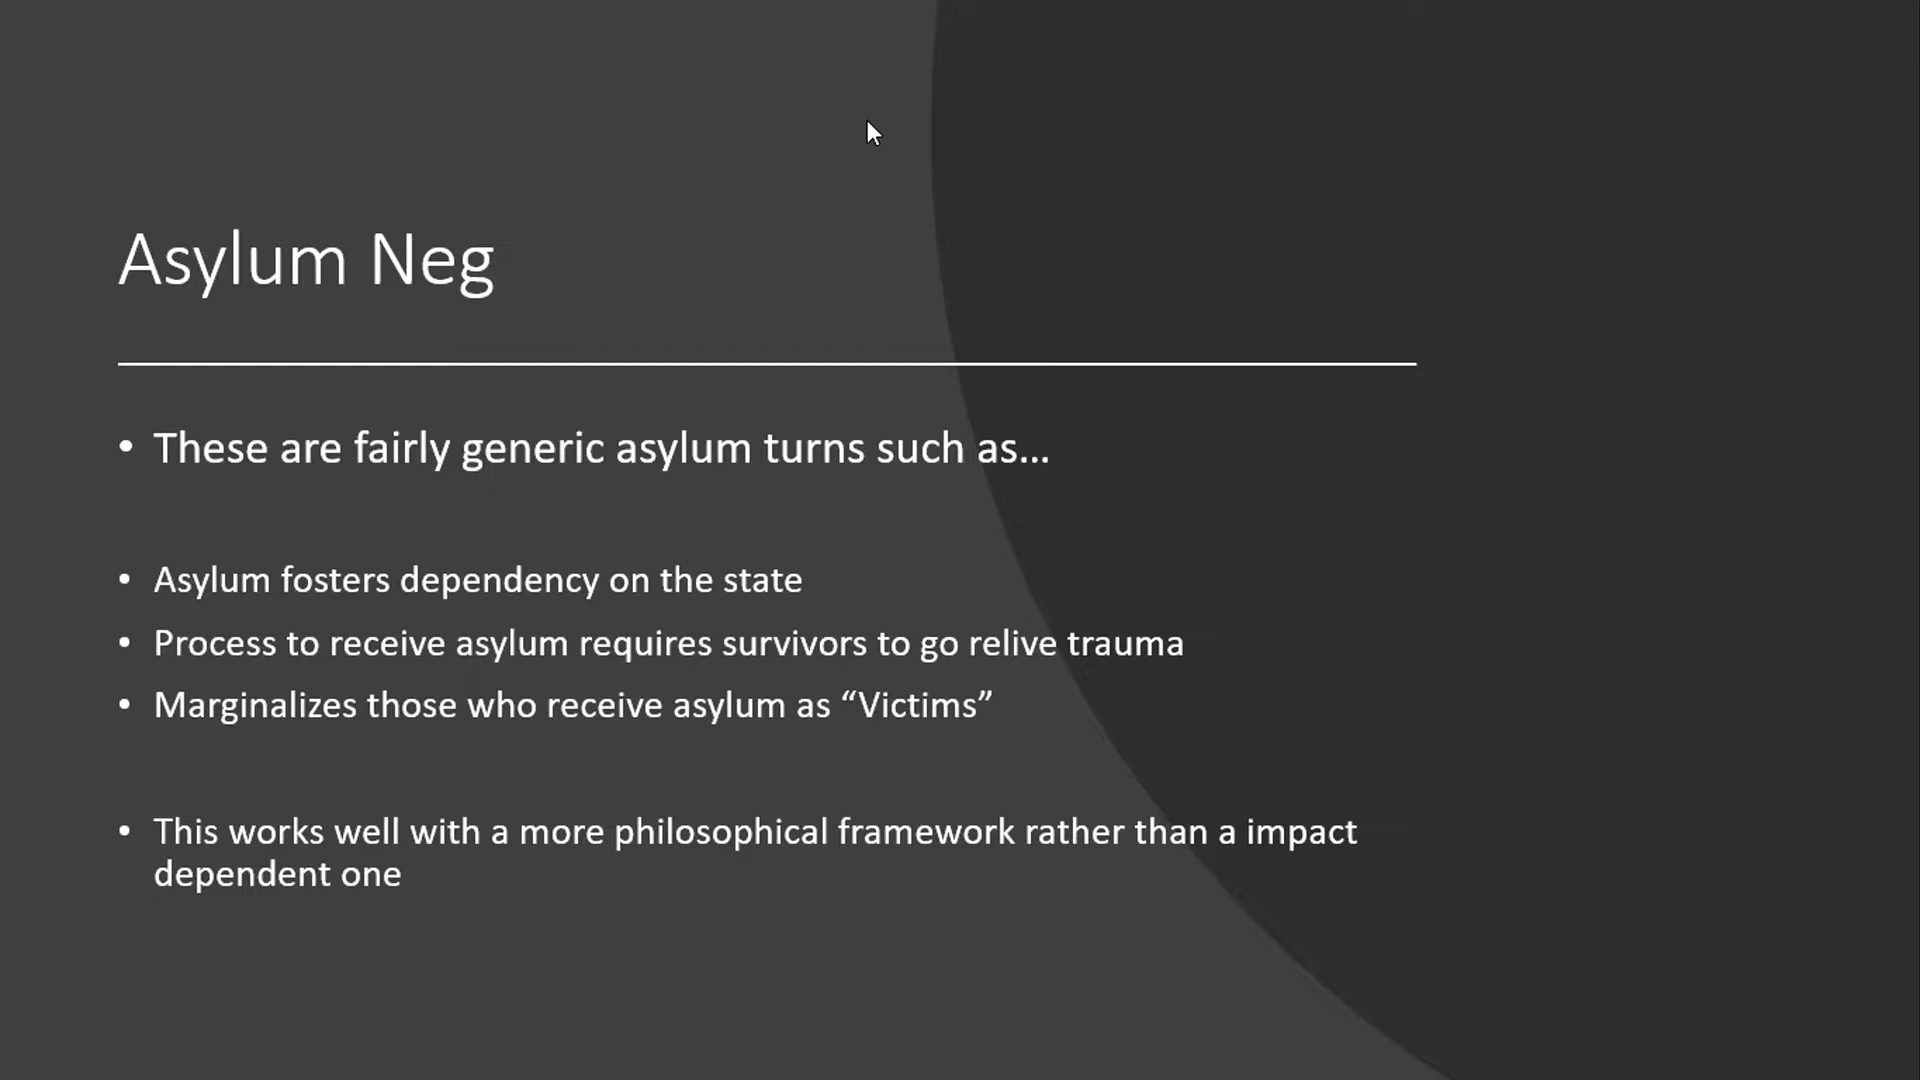 Asylum Neg
• These are fairly generic asylum turns such as...
• Asylum fosters dependency on the state
• Process to receive asylum requires survivors to go relive trauma
• Marginalizes those who receive asylum as “Victims”
• This works well with a more philosophical framework rather than a impact
dependent one